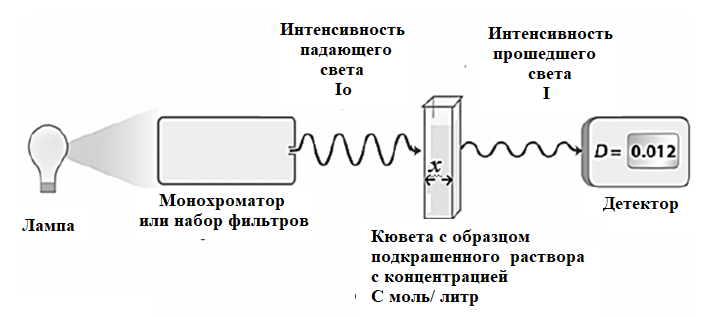 Интенсивность
падающего
света
Io
Интенсивность
прошедшего
света
I
x
D = 0.012
Лампа
Монохроматор
или набор фильтров
Детектор
Кювета с образцом
подкрашенного раствора
с концентрацией
С моль/ литр